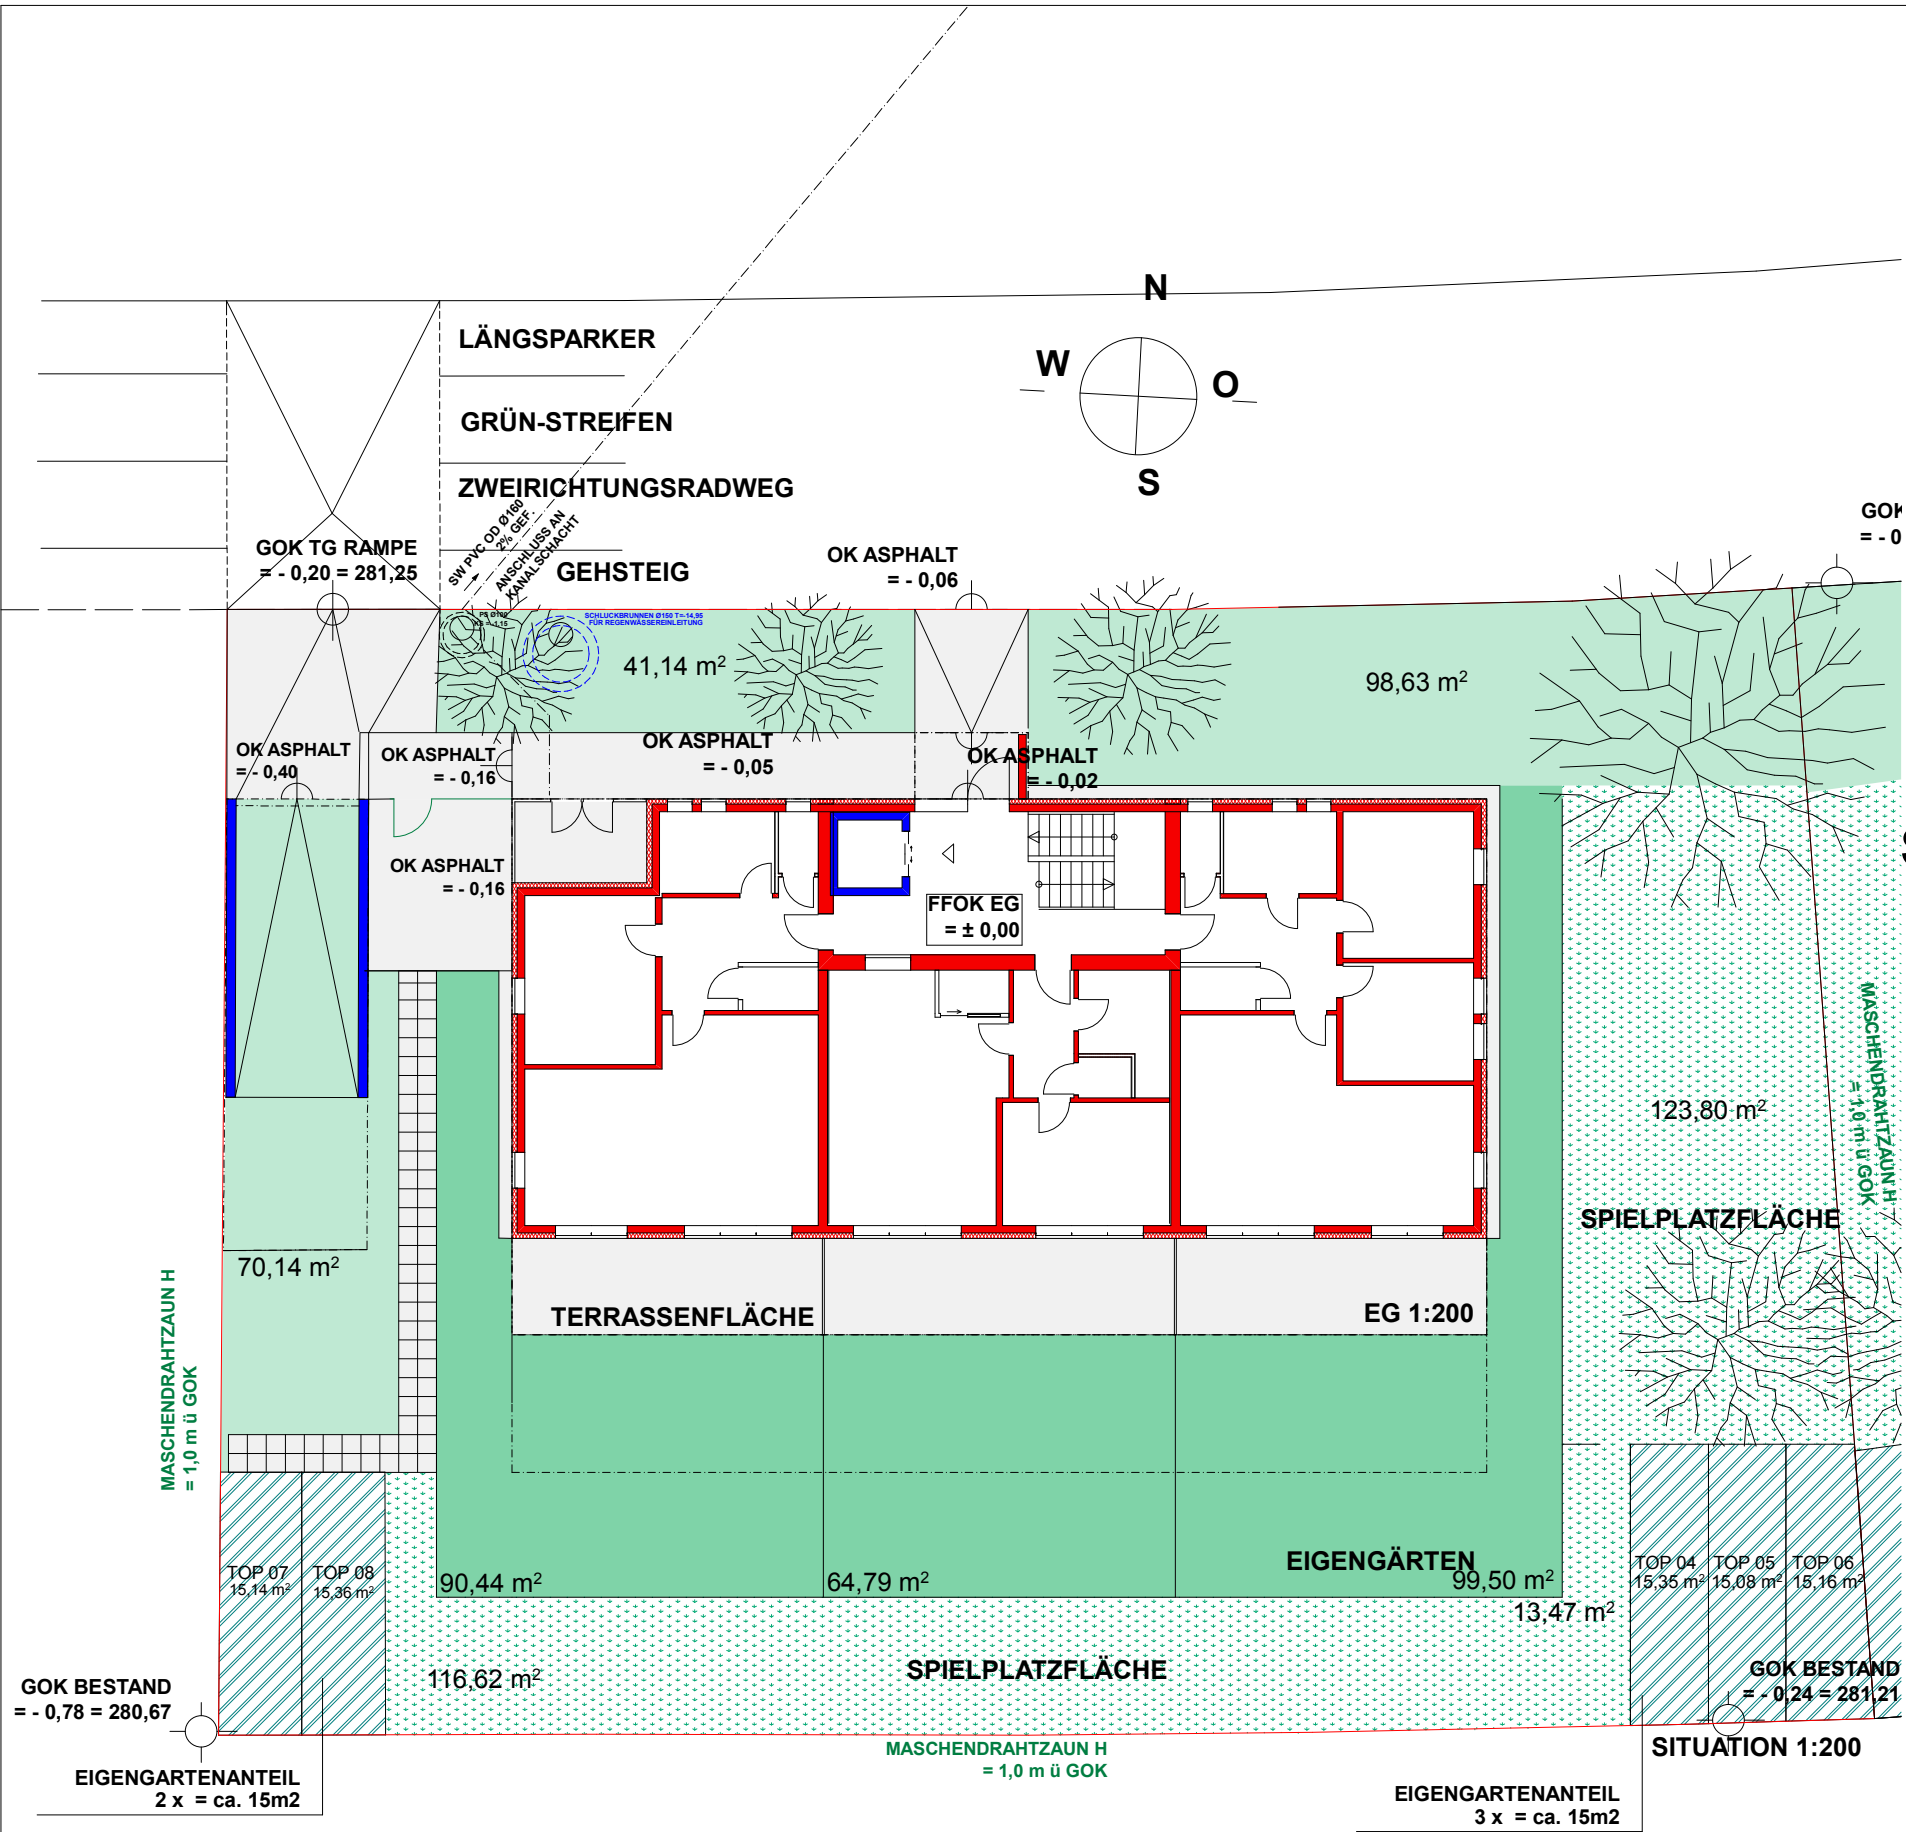 N
LÄNGSPARKER
W
O
GRÜN-STREIFEN
S
ZWEIRICHTUNGSRADWEG
SW PVC OD Ø160
2% GEF.
ANSCHLUSS AN
KANALSCHACHT
GOK TG RAMPE
= - 0,20 = 281,25
GEHSTEIG
OK ASPHALT
= - 0,06
GOK
= - 0
SCHLUCKBRUNNEN Ø150 T=-14,95
FÜR REGENWASSEREINLEITUNG
41,14 m²
98,63 m²
OK ASPHALT
= - 0,40
OK ASPHALT
= - 0,16
OK ASPHALT
= - 0,05
OK ASPHALT
= - 0,02
OK ASPHALT
= - 0,16
FFOK EG
= ± 0,00
MASCHENDRAHTZAUN H
= 1,0 m ü GOK
123,80 m²
SPIELPLATZFLÄCHE
70,14 m²
TERRASSENFLÄCHE
EG 1:200
MASCHENDRAHTZAUN H
= 1,0 m ü GOK
EIGENGÄRTEN
TOP 07
15,14 m²
TOP 08
15,36 m²
90,44 m²
64,79 m²
99,50 m²
13,47 m²
TOP 04
15,35 m²
TOP 05
15,08 m²
TOP 06
15,16 m²
116,62 m²
SPIELPLATZFLÄCHE
GOK BESTAND
= - 0,78 = 280,67
GOK BESTAND
= - 0,24 = 281,21
MASCHENDRAHTZAUN H
= 1,0 m ü GOK
SITUATION 1:200
EIGENGARTENANTEIL
2 x = ca. 15m2
EIGENGARTENANTEIL
3 x = ca. 15m2